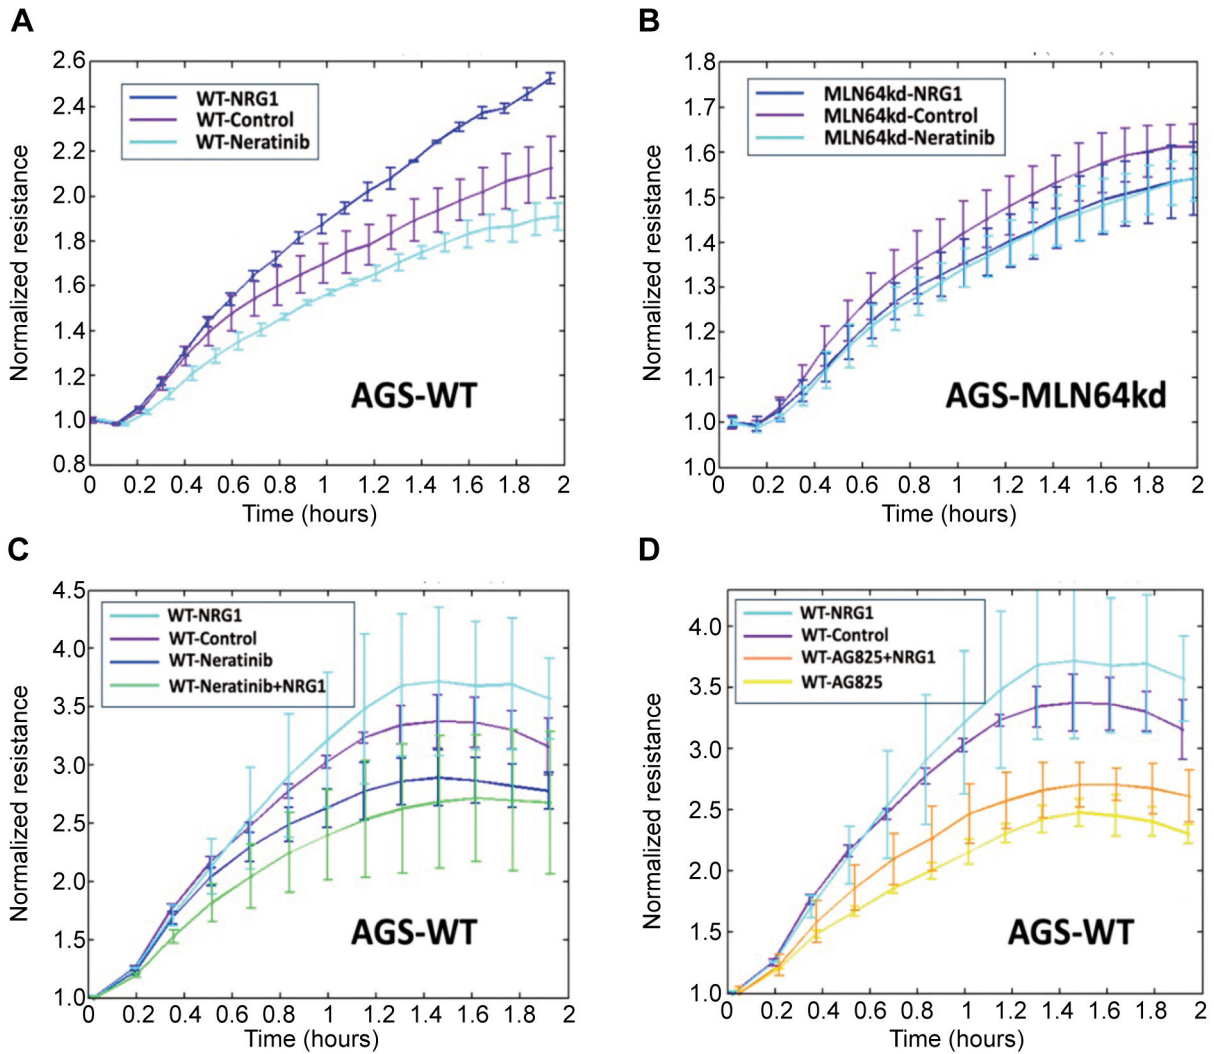 A
2.6
2.4
2.2
2.0
1.8
1.6
1.4
1.2
1.0
0.8
Normalized resistance
WT-NRG1
WT-Control
WT-Neratinib
AGS-WT
0 0.2 0.4 0.6 0.8 1 1.2 1.4 1.6 1.8 2
Time (hours)
B
1.8
1.7
1.6
1.5
1.4
1.3
1.2
1.1
1.0
1.0
Normalized resistance
MLN64kd-NRG1
MLN64kd-Control
MLN64kd-Neratinib
AGS-MLN64kd
0 0.2 0.4 0.6 0.8 1 1.2 1.4 1.6 1.8 2
Time (hours)
C
4.5
4.0
3.5
3.0
2.5
2.0
1.5
1.0
Normalized resistance
WT-NRG1
WT-Control
WT-Neratinib
WT-Neratinib+NRG1
AGS-WT
0 0.2 0.4 0.6 0.8 1 1.2 1.4 1.6 1.8 2
Time (hours)
D
4.0
3.5
3.0
2.5
2.0
1.5
1.0
Normalized resistance
WT-NRG1
WT-Control
WT-AG825+NRG1
WT-AG825
AGS-WT
0 0.2 0.4 0.6 0.8 1 1.2 1.4 1.6 1.8 2
Time (hours)